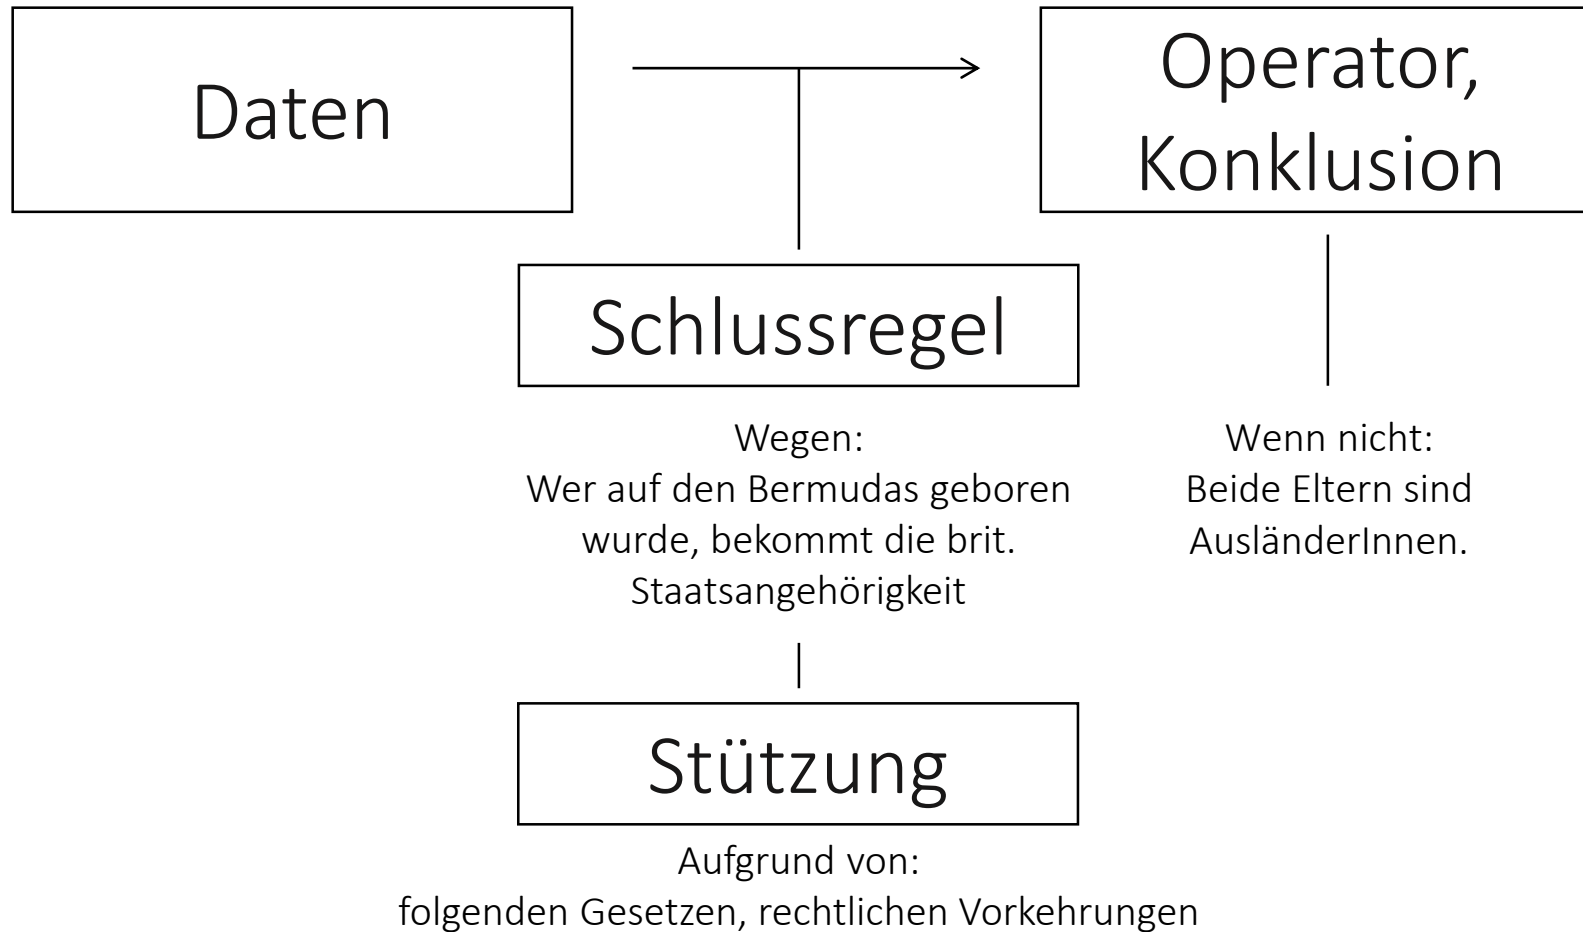 Daten
Operator,
Konklusion
Schlussregel
Wegen:
Wer auf den Bermudas geboren
wurde, bekommt die brit.
Staatsangehörigkeit
Wenn nicht:
Beide Eltern sind
AusländerInnen.
Stützung
Aufgrund von:
folgenden Gesetzen, rechtlichen Vorkehrungen